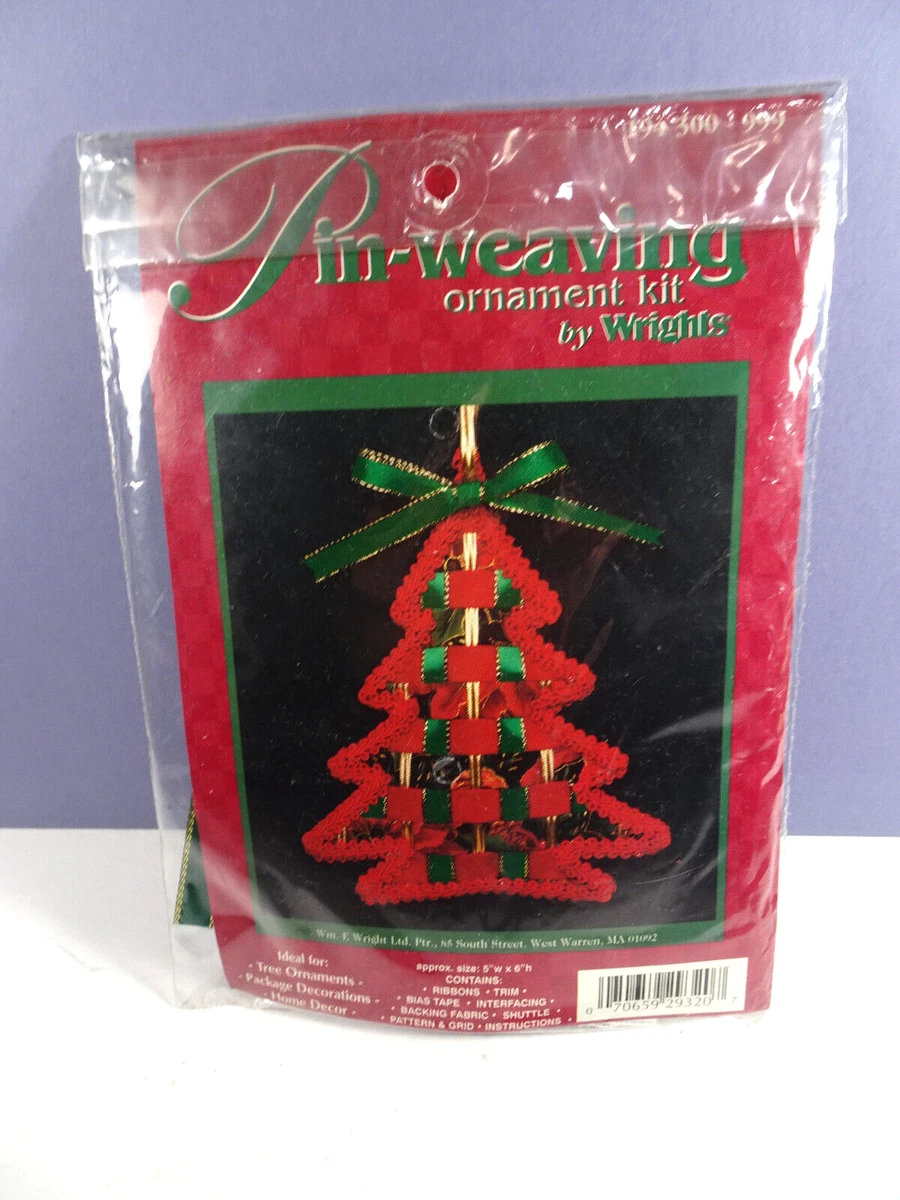 194 300 999
Pin-weaving
ornament kit
by Wrights
Wm. E. Wright Ltd. Ptr., 85 South Street, West Warren, MA 01092
Ideal for:
· Tree Ornaments ·
· Package Decorations ·
· Home Decor ·
approx. size: 5"w x 6"h
CONTAINS:
· RIBBONS · TRIM ·
· BIAS TAPE · INTERFACING ·
· BACKING FABRIC · SHUTTLE ·
· PATTERN & GRID · INSTRUCTIONS ·
0 70659 29320 7